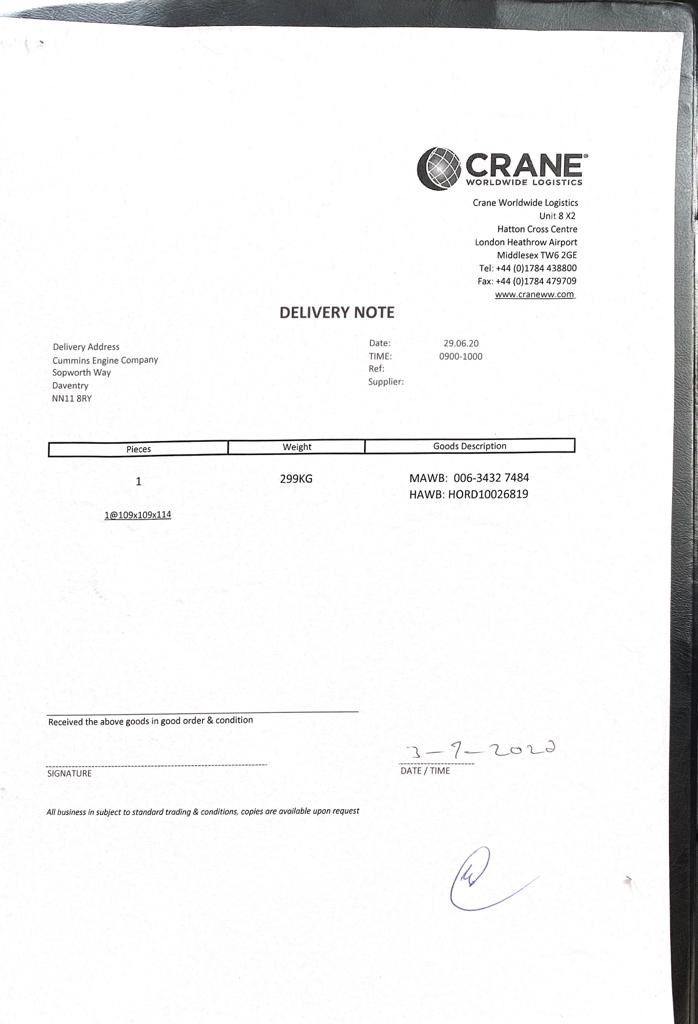 CRANE®
WORLDWIDE LOGISTICS
Crane Worldwide Logistics
Unit 8 X2
Hatton Cross Centre
London Heathrow Airport
Middlesex TW6 2GE
Tel: +44 (0)1784 438800
Fax: +44 (0)1784 479709
www.craneww.com
DELIVERY NOTE
Delivery Address
Cummins Engine Company
Sopworth Way
Daventry
NN11 8RY
Date: 29.06.20
TIME: 0900-1000
Ref:
Supplier:
Pieces Weight Goods Description
1 299KG MAWB: 006-3432 7484
HAWB: HORD10026819
1@109x109x114
Received the above goods in good order & condition
3-7-2020
SIGNATURE
DATE / TIME
All business in subject to standard trading & conditions, copies are available upon request